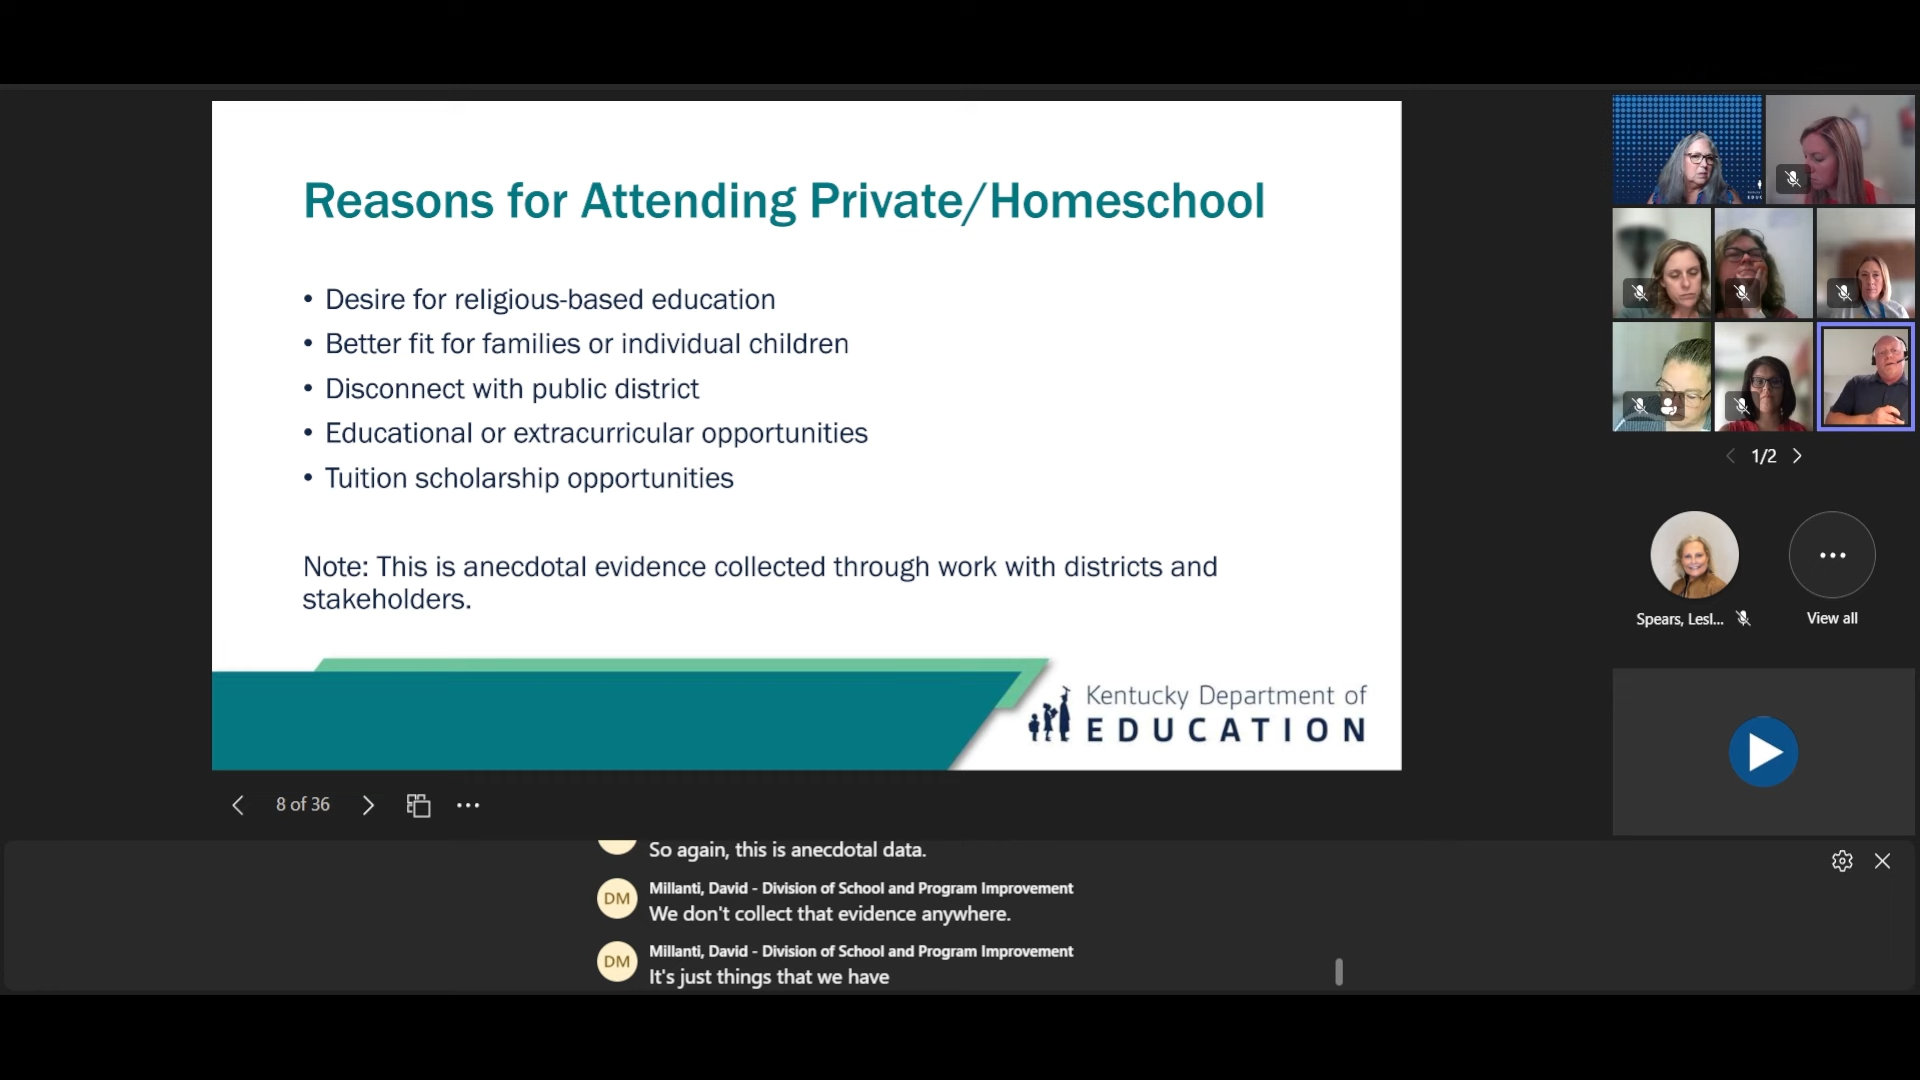 Reasons for Attending Private/Homeschool
• Desire for religious-based education
• Better fit for families or individual children
• Disconnect with public district
• Educational or extracurricular opportunities
• Tuition scholarship opportunities
Note: This is anecdotal evidence collected through work with districts and
stakeholders.
Kentucky Department of
EDUCATION
8 of 36
1/2
Spears, Lesl...
View all
So again, this is anecdotal data.
DM
Millanti, David - Division of School and Program Improvement
We don't collect that evidence anywhere.
DM
Millanti, David - Division of School and Program Improvement
It's just things that we have